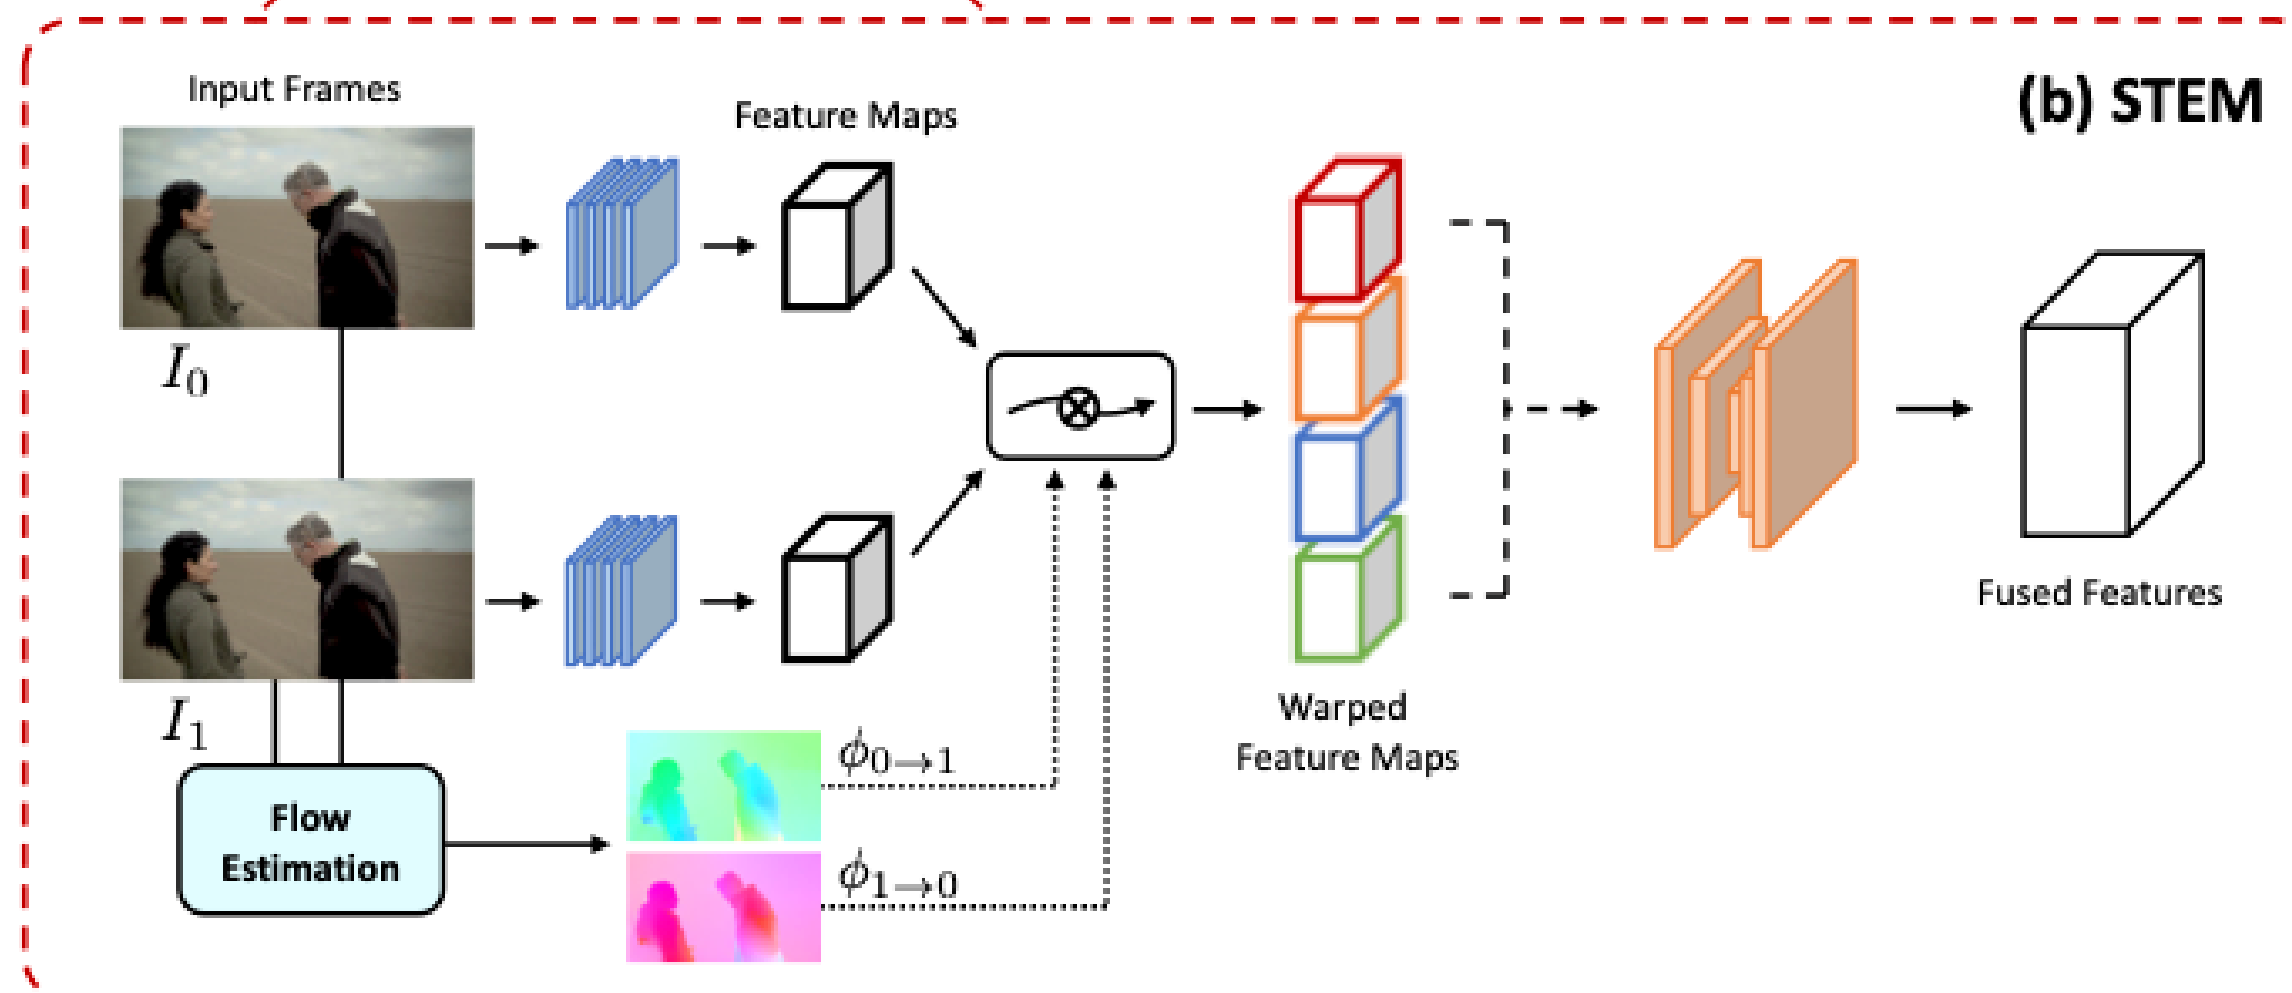 (b) STEM
Input Frames
Feature Maps
I₀
I₁
Flow
Estimation
ϕ₀→₁
ϕ₁→₀
Warped
Feature Maps
Fused Features